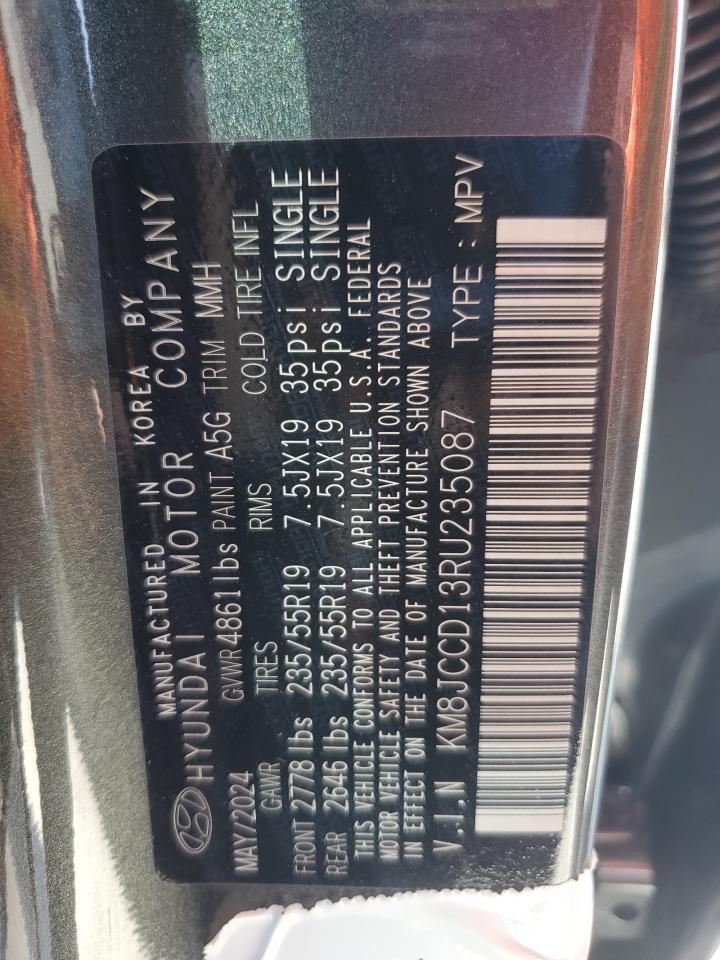 MANUFACTURED IN KOREA BY
HYUNDAI MOTOR COMPANY
MAY/2024 GVWR 4861 lbs PAINT A5G TRIM MMH
GAWR TIRES RIMS COLD TIRE INFL
FRONT 2778 lbs 235/55R19 7.5JX19 35psi SINGLE
REAR 2646 lbs 235/55R19 7.5JX19 35psi SINGLE
THIS VEHICLE CONFORMS TO ALL APPLICABLE U.S.A. FEDERAL
MOTOR VEHICLE SAFETY AND THEFT PREVENTION STANDARDS
IN EFFECT ON THE DATE OF MANUFACTURE SHOWN ABOVE
V.I.N KM8JCCD13RU235087 TYPE : MPV